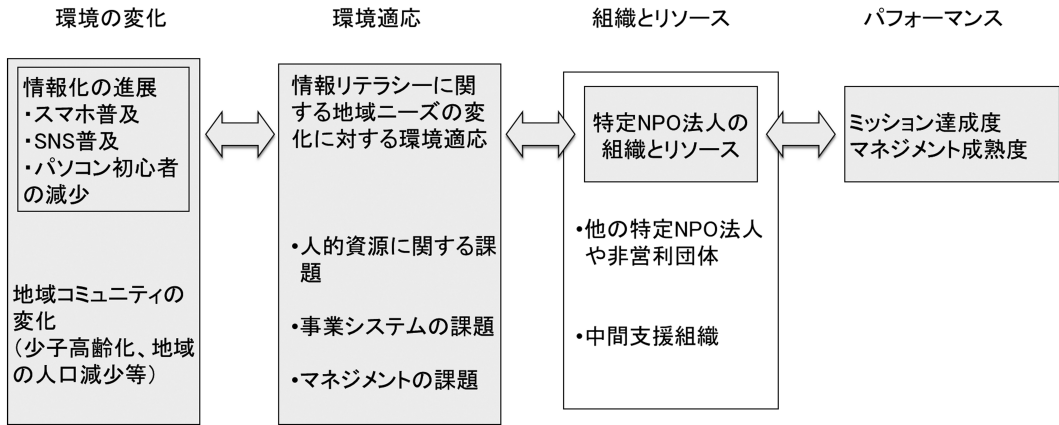 環境の変化
環境適応
組織とリソース
パフォーマンス
情報化の進展
・スマホ普及
・SNS普及
・パソコン初心者
の減少
地域コミュニティの
変化
（少子高齢化、地域
の人口減少等）
情報リテラシーに関
する地域ニーズの変
化に対する環境適応
•人的資源に関する課
題
•事業システムの課題
•マネジメントの課題
特定NPO法人の
組織とリソース
•他の特定NPO法人
や非営利団体
•中間支援組織
ミッション達成度
マネジメント成熟度